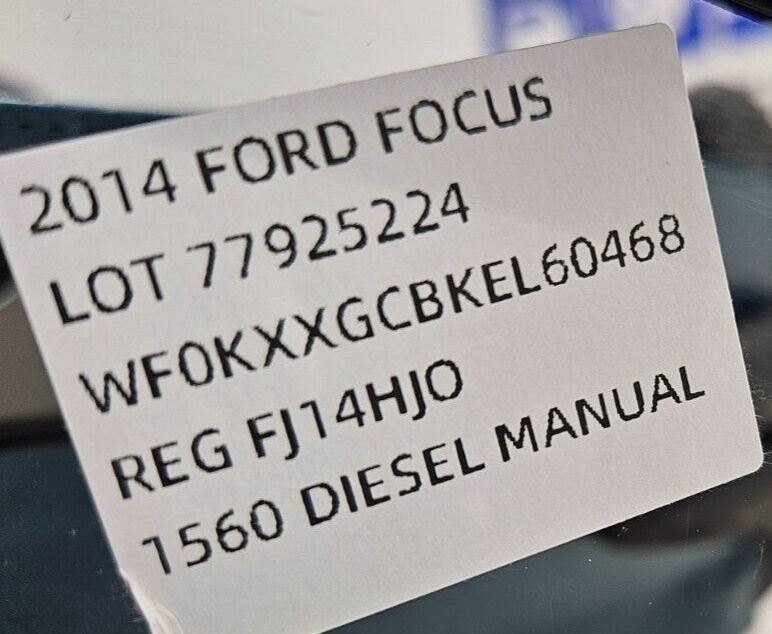 2014 FORD FOCUS
LOT 77925224
WF0KXXGCBKEL60468
REG FJ14HJO
1560 DIESEL MANUAL